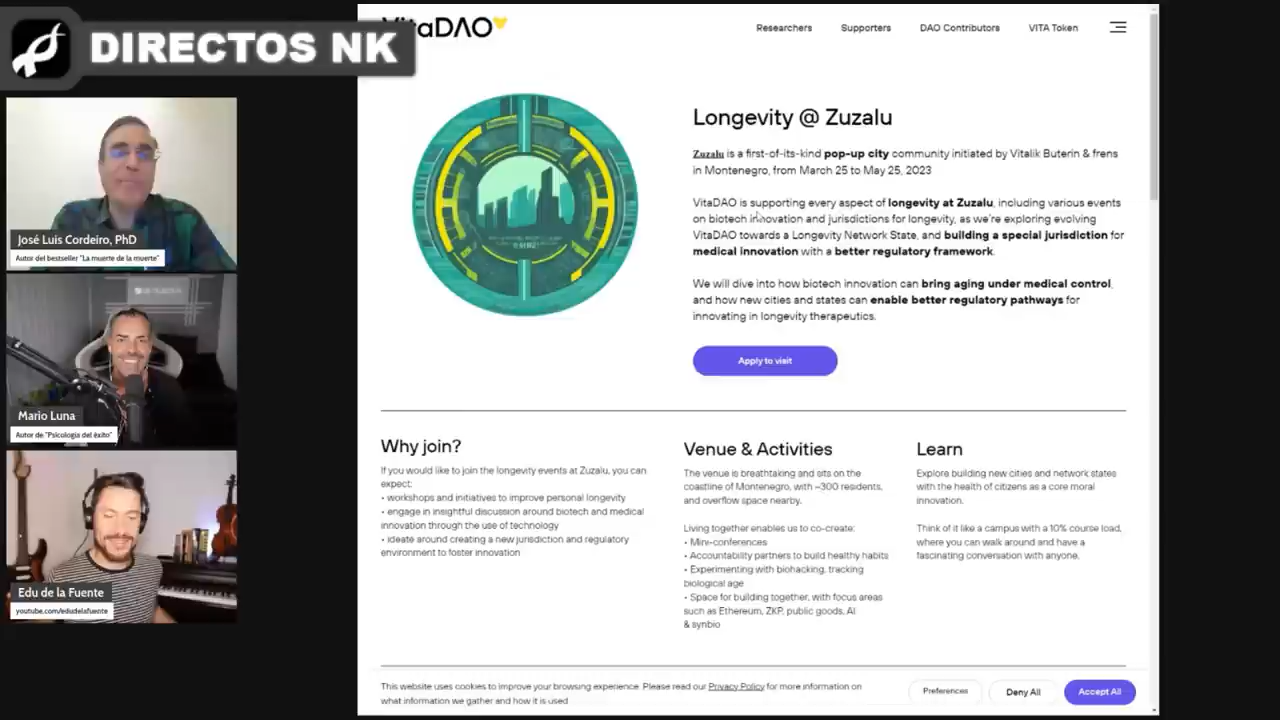 DIRECTOS NK
José Luis Cordeiro, PhD
Autor del bestseller "La muerte de la muerte"
Mario Luna
Autor de "Psicología del éxito"
Edu de la Fuente
youtube.com/edudelafuente
VitaDAO
Researchers
Supporters
DAO Contributors
VITA Token
Longevity @ Zuzalu
Zuzalu is a first-of-its-kind pop-up city community initiated by Vitalik Buterin & frens
in Montenegro, from March 25 to May 25, 2023
VitaDAO is supporting every aspect of longevity at Zuzalu, including various events
on biotech innovation and jurisdictions for longevity, as we're exploring evolving
VitaDAO towards a Longevity Network State, and building a special jurisdiction for
medical innovation with a better regulatory framework.
We will dive into how biotech innovation can bring aging under medical control,
and how new cities and states can enable better regulatory pathways for
innovating in longevity therapeutics.
Apply to visit
Why join?
If you would like to join the longevity events at Zuzalu, you can
expect:
• workshops and initiatives to improve personal longevity
• engage in insightful discussion around biotech and medical
innovation through the use of technology
• ideate around creating a new jurisdiction and regulatory
environment to foster innovation
Venue & Activities
The venue is breathtaking and sits on the
coastline of Montenegro, with ~300 residents,
and overflow space nearby.
Living together enables us to co-create:
• Mini-conferences
• Accountability partners to build healthy habits
• Experimenting with biohacking, tracking
biological age
• Space for building together, with focus areas
such as Ethereum, ZKP, public goods, AI
& synbio
Learn
Explore building new cities and network states
with the health of citizens as a core moral
innovation.
Think of it like a campus with a 10% course load,
where you can walk around and have a
fascinating conversation with anyone.
This website uses cookies to improve your browsing experience. Please read our Privacy Policy for more information on
what information we gather and how it is used
Preferences
Deny All
Accept All